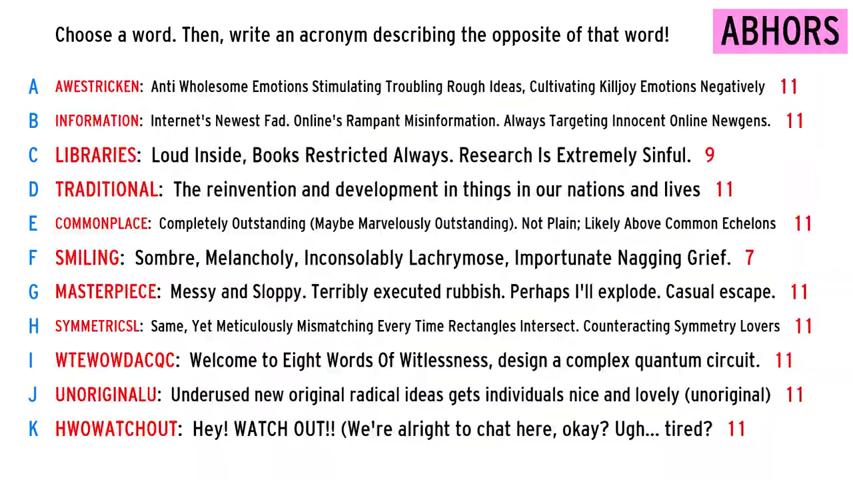 Choose a word. Then, write an acronym describing the opposite of that word! ABHORS
A AWESTRICKEN: Anti Wholesome Emotions Stimulating Troubling Rough Ideas, Cultivating Killjoy Emotions Negatively 11
B INFORMATION: Internet's Newest Fad. Online's Rampant Misinformation. Always Targeting Innocent Online Newgens. 11
C LIBRARIES: Loud Inside, Books Restricted Always. Research Is Extremely Sinful. 9
D TRADITIONAL: The reinvention and development in things in our nations and lives 11
E COMMONPLACE: Completely Outstanding (Maybe Marvelously Outstanding). Not Plain; Likely Above Common Echelons 11
F SMILING: Sombre, Melancholy, Inconsolably Lachrymose, Importunate Nagging Grief. 7
G MASTERPIECE: Messy and Sloppy. Terribly executed rubbish. Perhaps I'll explode. Casual escape. 11
H SYMMETRICSL: Same, Yet Meticulously Mismatching Every Time Rectangles Intersect. Counteracting Symmetry Lovers 11
I WTEWOWDACQC: Welcome to Eight Words Of Witlessness, design a complex quantum circuit. 11
J UNORIGINALU: Underused new original radical ideas gets individuals nice and lovely (unoriginal) 11
K HWOWATCHOUT: Hey! WATCH OUT!! (We're alright to chat here, okay? Ugh... tired? 11